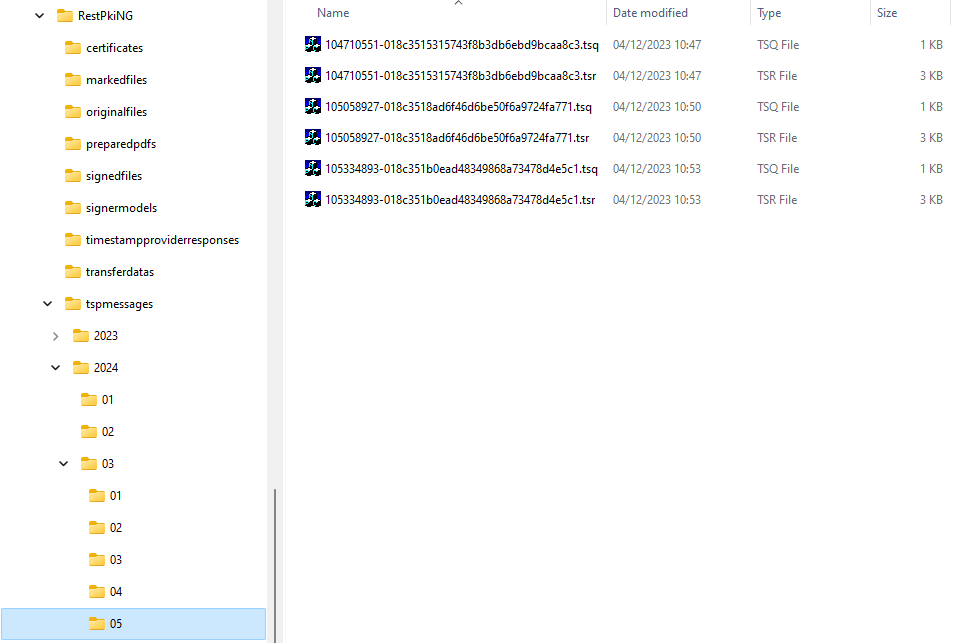 RestPkiNG
certificates
markedfiles
originalfiles
preparedpdfs
signedfiles
signermodels
timestampproviderresponses
transferdatas
tspmessages
2023
2024
01
02
03
01
02
03
04
05
Name Date modified Type Size
104710551-018c3515315743f8b3db6ebd9bcaa8c3.tsq 04/12/2023 10:47 TSQ File 1 KB
104710551-018c3515315743f8b3db6ebd9bcaa8c3.tsr 04/12/2023 10:47 TSR File 3 KB
105058927-018c3518ad6f46d6be50f6a9724fa771.tsq 04/12/2023 10:50 TSQ File 1 KB
105058927-018c3518ad6f46d6be50f6a9724fa771.tsr 04/12/2023 10:50 TSR File 3 KB
105334893-018c351b0ead48349868a73478d4e5c1.tsq 04/12/2023 10:53 TSQ File 1 KB
105334893-018c351b0ead48349868a73478d4e5c1.tsr 04/12/2023 10:53 TSR File 3 KB